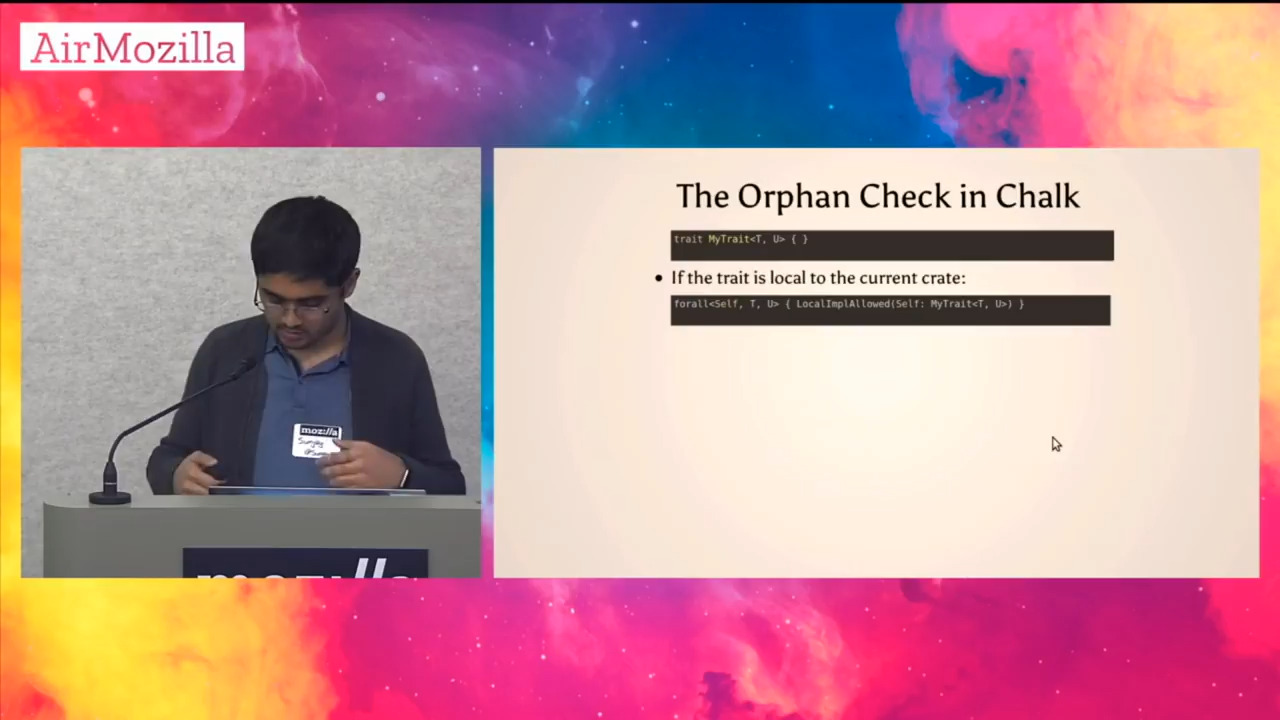 AirMozilla
The Orphan Check in Chalk
trait MyTrait<T, U> { }
• If the trait is local to the current crate:
forall<Self, T, U> { LocalImplAllowed(Self: MyTrait<T, U>) }
moz://a
moz://a